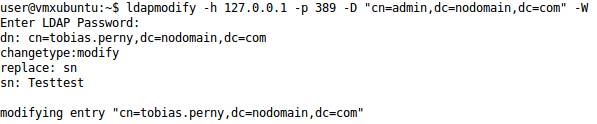 user@vmxubuntu:~$ ldapmodify -h 127.0.0.1 -p 389 -D "cn=admin,dc=nodomain,dc=com" -W
Enter LDAP Password:
dn: cn=tobias.perny,dc=nodomain,dc=com
changetype:modify
replace: sn
sn: Testtest
modifying entry "cn=tobias.perny,dc=nodomain,dc=com"